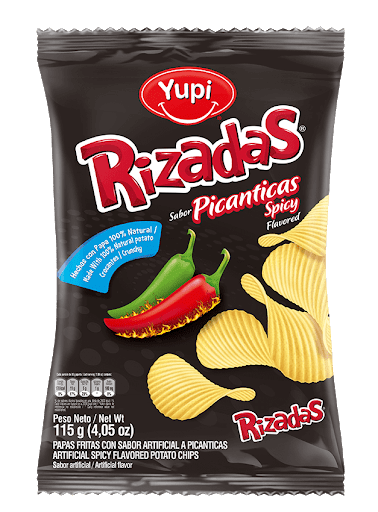 Yupi
RizadaS®
Sabor Picanticas
Spicy
Flavored
Hechas con Papa 100% Natural /
Made With 100% Natural potato
Crocantes / Crunchy
Peso Neto / Net Wt
115 g (4,05 oz)
PAPAS FRITAS CON SABOR ARTIFICIAL A PICANTICAS
ARTIFICIAL SPICY FLAVORED POTATO CHIPS
Sabor artificial / Artificial flavor
RizadaS